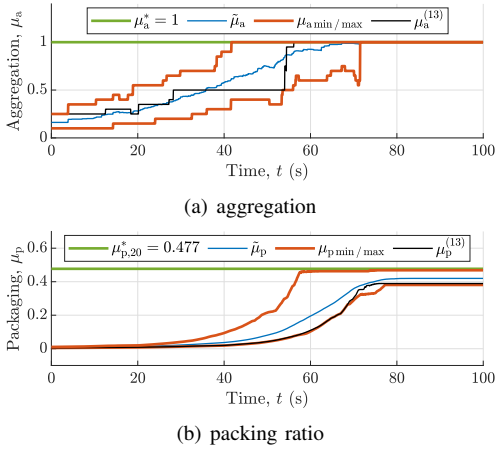 μ*a = 1 μ̃a μa min/max μa(13)
Aggregation, μa
1
0.5
0
0 20 40 60 80 100
Time, t (s)
(a) aggregation
μ*p,20 = 0.477 μ̃p μp min/max μp(13)
Packaging, μp
0.6
0.4
0.2
0
0 20 40 60 80 100
Time, t (s)
(b) packing ratio